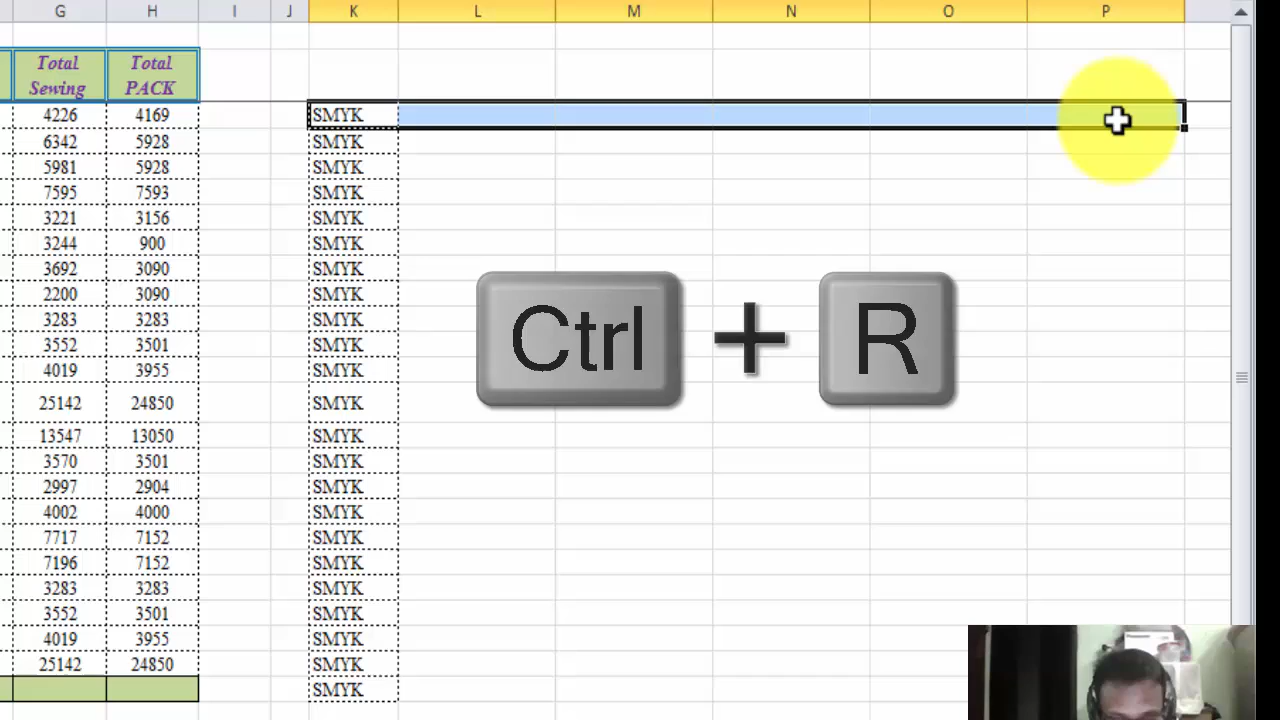 G H I J K L M N O P
Total Total
Sewing PACK
4226 4169 SMYK
6342 5928 SMYK
5981 5928 SMYK
7595 7593 SMYK
3221 3156 SMYK
3244 900 SMYK
3692 3090 SMYK
2200 3090 SMYK
3283 3283 SMYK
3552 3501 SMYK
4019 3955 SMYK
25142 24850 SMYK
13547 13050 SMYK
3570 3501 SMYK
2997 2904 SMYK
4002 4000 SMYK
7717 7152 SMYK
7196 7152 SMYK
3283 3283 SMYK
3552 3501 SMYK
4019 3955 SMYK
25142 24850 SMYK
SMYK
Ctrl + R